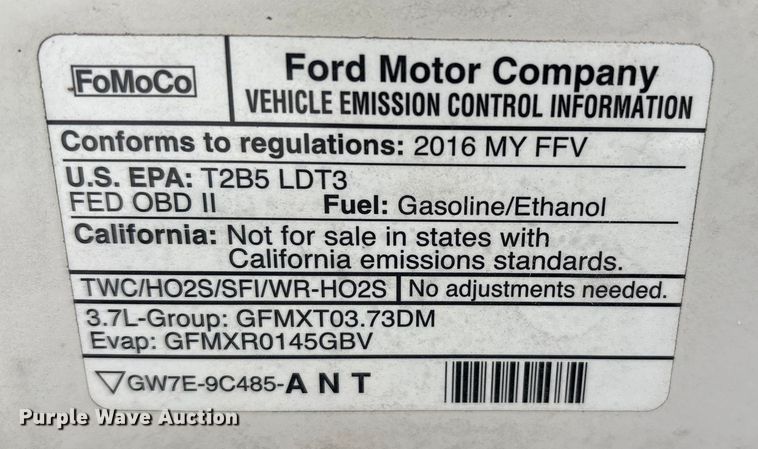 FoMoCo
Ford Motor Company
VEHICLE EMISSION CONTROL INFORMATION
Conforms to regulations: 2016 MY FFV
U.S. EPA: T2B5 LDT3
FED OBD II Fuel: Gasoline/Ethanol
California: Not for sale in states with
California emissions standards.
TWC/HO2S/SFI/WR-HO2S No adjustments needed.
3.7L-Group: GFMXT03.73DM
Evap: GFMXR0145GBV
▽GW7E-9C485-A N T
Purple Wave Auction